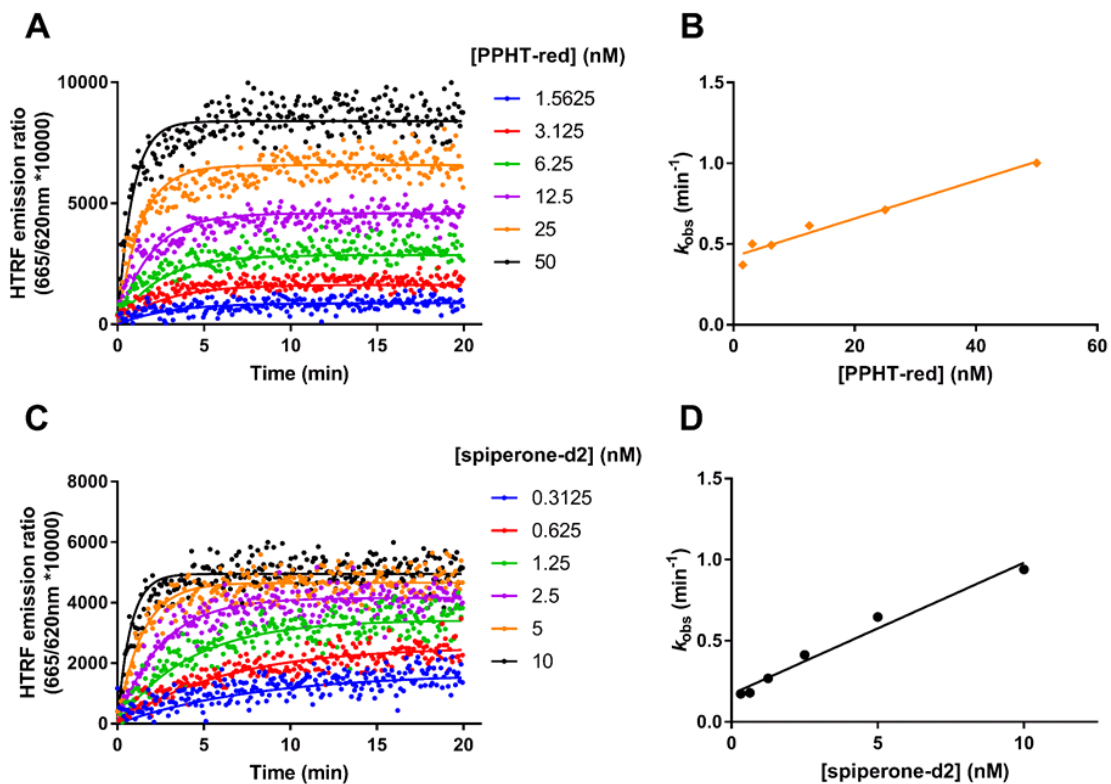 A
[PPHT-red] (nM)
HTRF emission ratio
(665/620nm *10000)
10000
5000
0
0 5 10 15 20
Time (min)
1.5625
3.125
6.25
12.5
25
50
B
kobs (min-1)
1.5
1.0
0.5
0.0
0 20 40 60
[PPHT-red] (nM)
C
[spiperone-d2] (nM)
HTRF emission ratio
(665/620nm *10000)
8000
6000
4000
2000
0
0 5 10 15 20
Time (min)
0.3125
0.625
1.25
2.5
5
10
D
kobs (min-1)
1.5
1.0
0.5
0.0
0 5 10
[spiperone-d2] (nM)